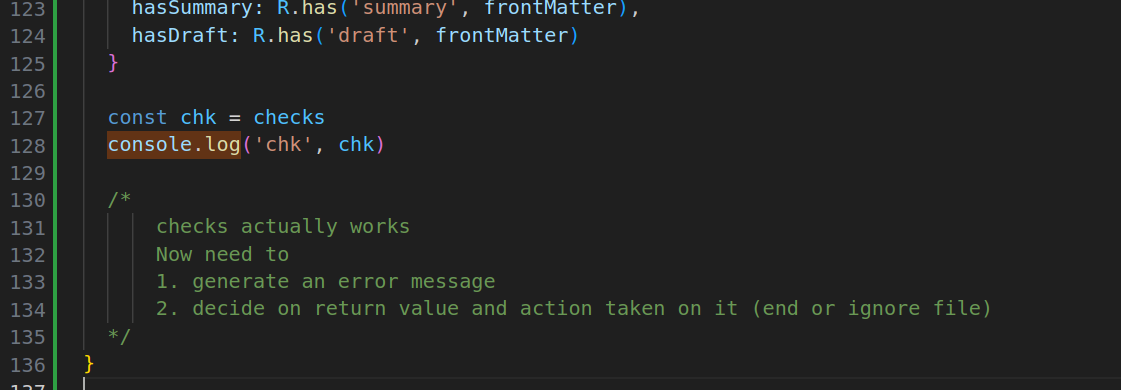 123 hasSummary: R.has('summary', frontMatter),
124 hasDraft: R.has('draft', frontMatter)
125 }
126
127 const chk = checks
128 console.log('chk', chk)
129
130 /*
131 checks actually works
132 Now need to
133 1. generate an error message
134 2. decide on return value and action taken on it (end or ignore file)
135 */
136 }
137